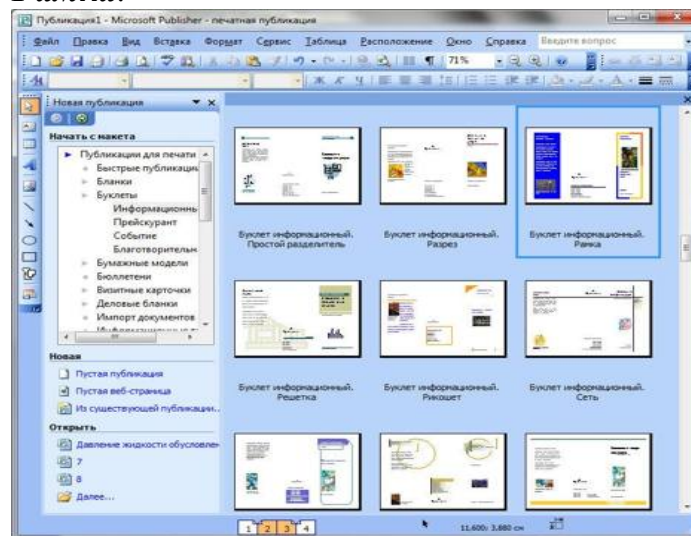 Публикация1 - Microsoft Publisher - печатная публикация
Файл Правка Вид Вставка Формат Сервис Таблица Расположение Окно Справка Введите вопрос
71%
Ж К Ч
Новая публикация
Начать с макета
Публикации для печати
Быстрые публикаци
Бланки
Буклеты
Информационны
Прейскурант
Событие
Благотворительн
Бумажные модели
Бюллетени
Визитные карточки
Деловые бланки
Импорт документов
Новая
Пустая публикация
Пустая веб-страница
Из существующей публикации...
Открыть
Давление жидкости обусловлен
7
8
Далее...
Буклет информационный.
Простой разделитель
Буклет информационный.
Разрез
Буклет информационный.
Рамка
Буклет информационный.
Решетка
Буклет информационный.
Рикошет
Буклет информационный.
Сеть
1 2 3 4
11,600; 3,880 см